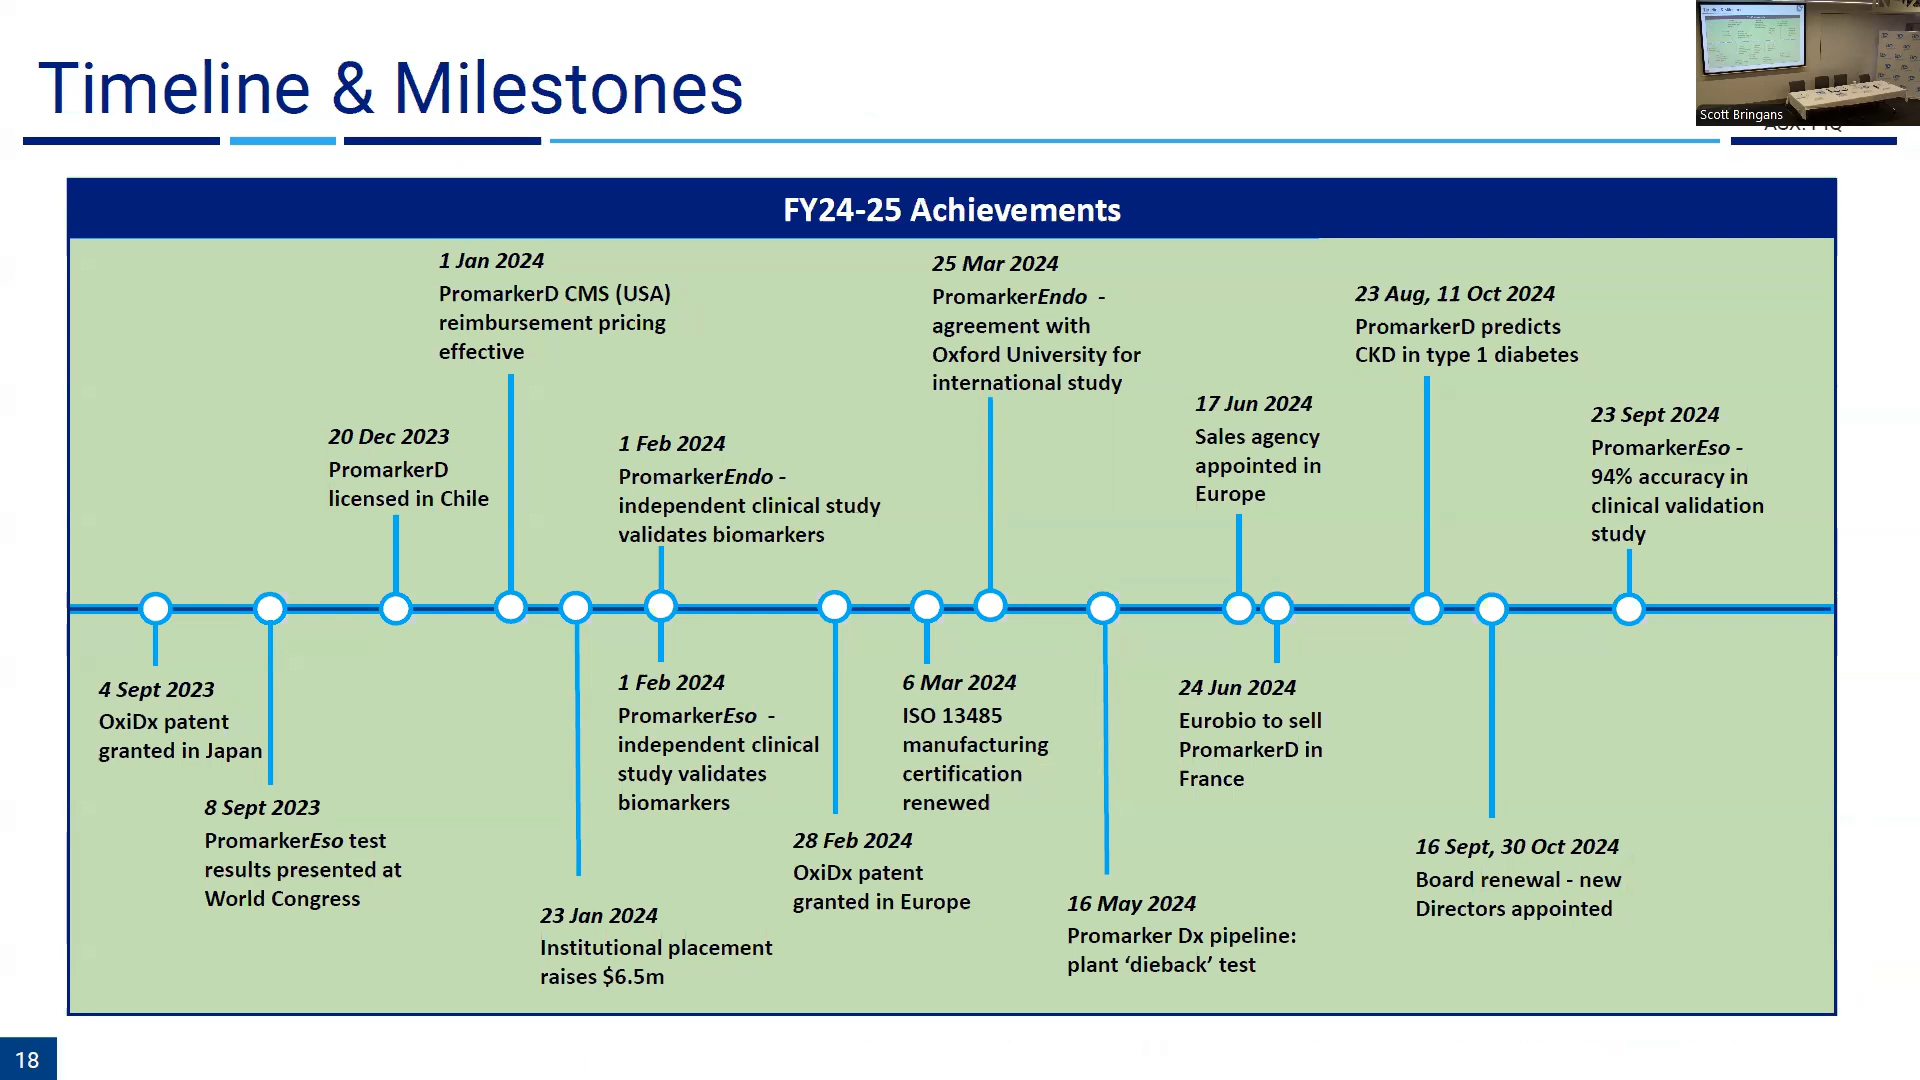 Timeline & Milestones
Scott Bringans
FY24-25 Achievements
1 Jan 2024
PromarkerD CMS (USA)
reimbursement pricing
effective
25 Mar 2024
PromarkerEndo -
agreement with
Oxford University for
international study
23 Aug, 11 Oct 2024
PromarkerD predicts
CKD in type 1 diabetes
20 Dec 2023
PromarkerD
licensed in Chile
1 Feb 2024
PromarkerEndo -
independent clinical study
validates biomarkers
17 Jun 2024
Sales agency
appointed in
Europe
23 Sept 2024
PromarkerEso -
94% accuracy in
clinical validation
study
4 Sept 2023
OxiDx patent
granted in Japan
8 Sept 2023
PromarkerEso test
results presented at
World Congress
23 Jan 2024
Institutional placement
raises $6.5m
1 Feb 2024
PromarkerEso -
independent clinical
study validates
biomarkers
28 Feb 2024
OxiDx patent
granted in Europe
6 Mar 2024
ISO 13485
manufacturing
certification
renewed
16 May 2024
Promarker Dx pipeline:
plant ‘dieback’ test
24 Jun 2024
Eurobio to sell
PromarkerD in
France
16 Sept, 30 Oct 2024
Board renewal - new
Directors appointed
18